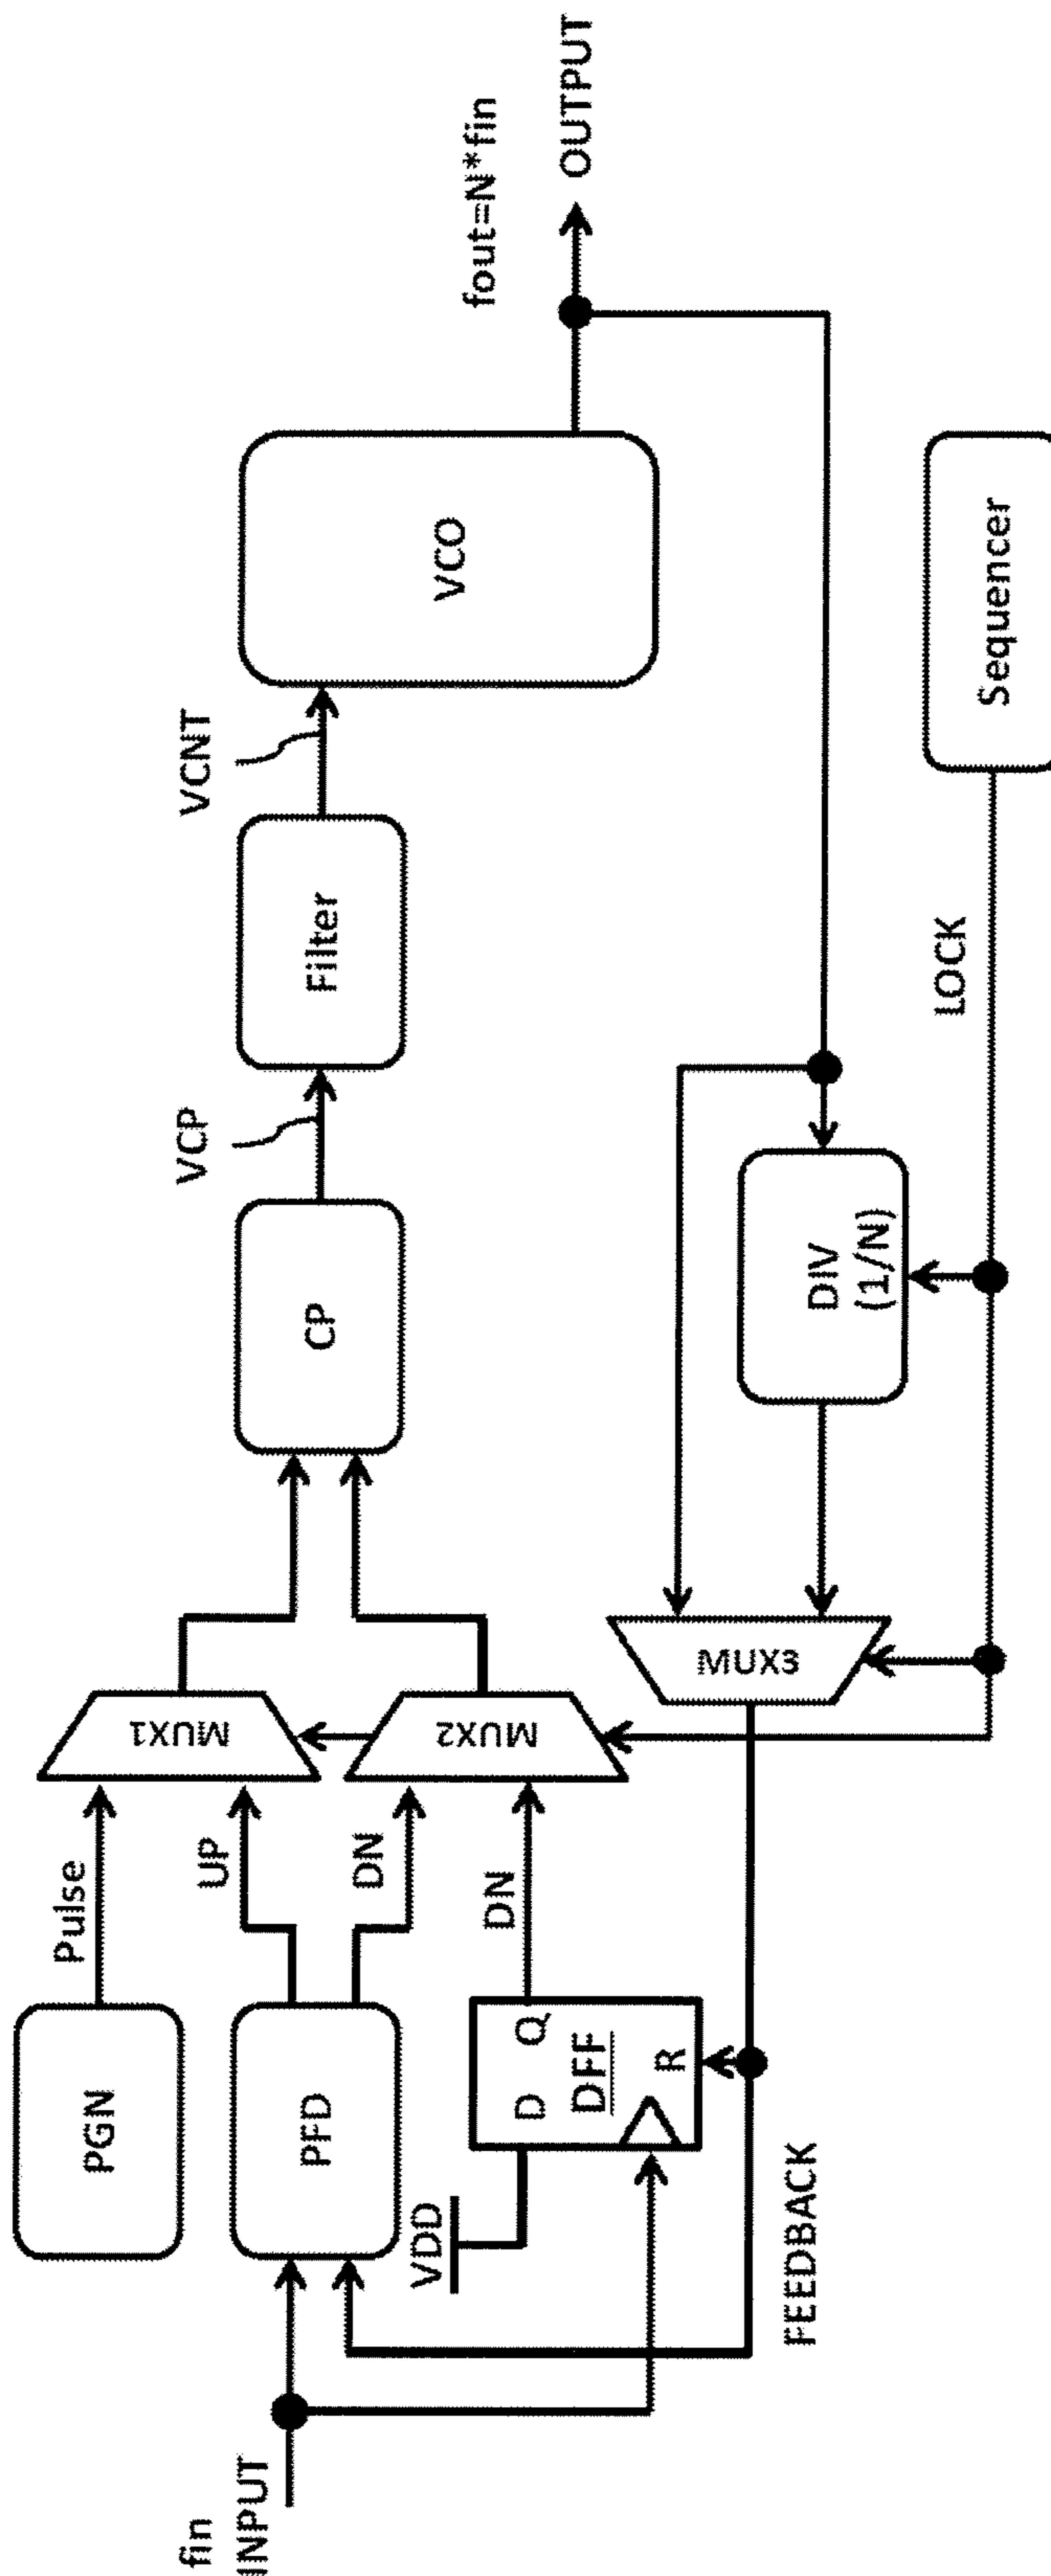 fin
INPUT
PGN
Pulse
PFD
UP
DN
VDD
D Q
DFF
R
DN
FEEDBACK
MUX1
MUX2
MUX3
CP
VCP
Filter
VCNT
VCO
fout=N*fin
OUTPUT
DIV
(1/N)
LOCK
Sequencer